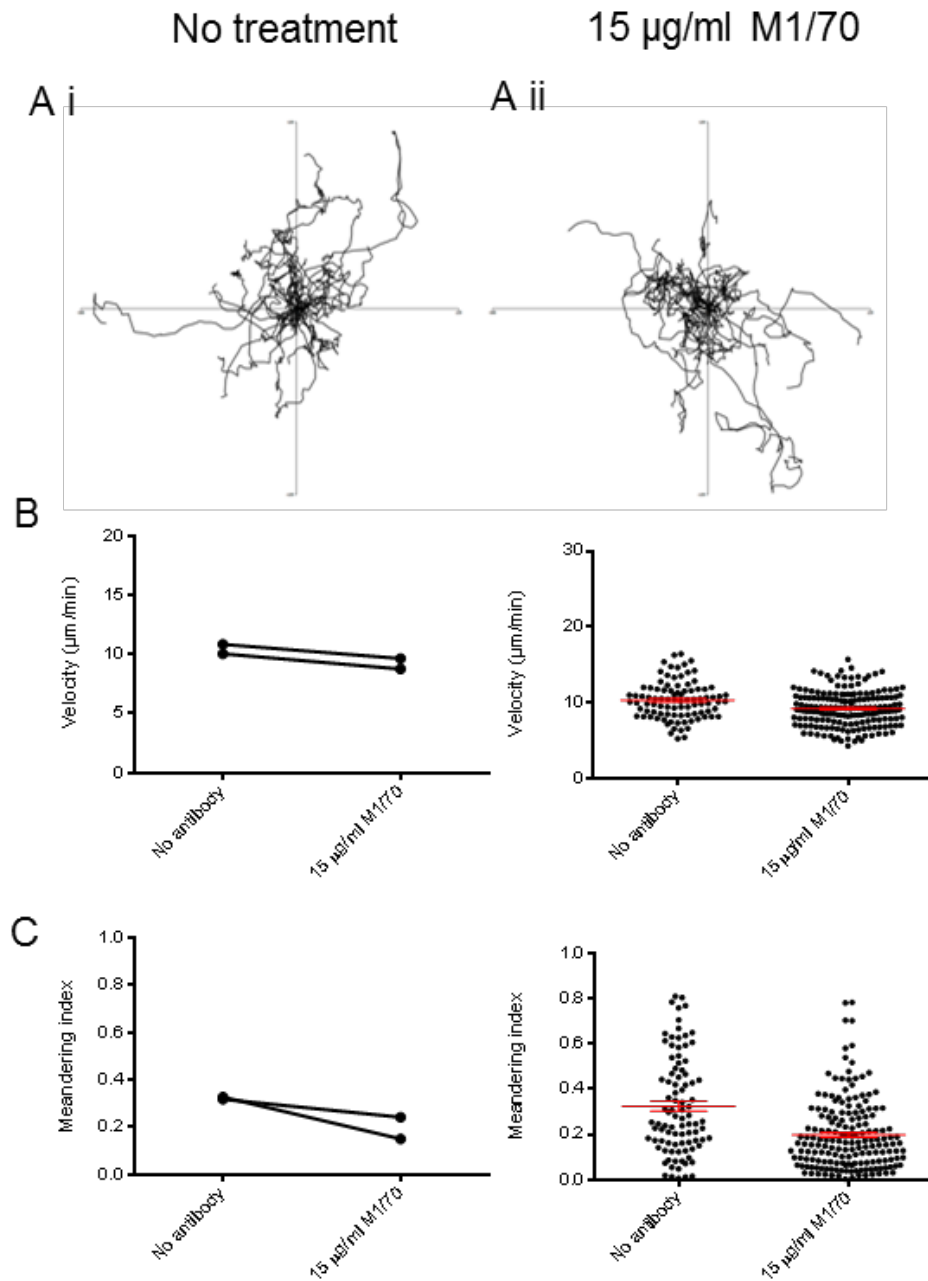 No treatment
15 µg/ml M1/70
A i
A ii
B
Velocity (µm/min)
20
15
10
5
0
No antibody
15 µg/ml M1/70
Velocity (µm/min)
30
20
10
0
No antibody
15 µg/ml M1/70
C
Meandering index
1.0
0.8
0.6
0.4
0.2
0.0
No antibody
15 µg/ml M1/70
Meandering index
1.0
0.8
0.6
0.4
0.2
0.0
No antibody
15 µg/ml M1/70